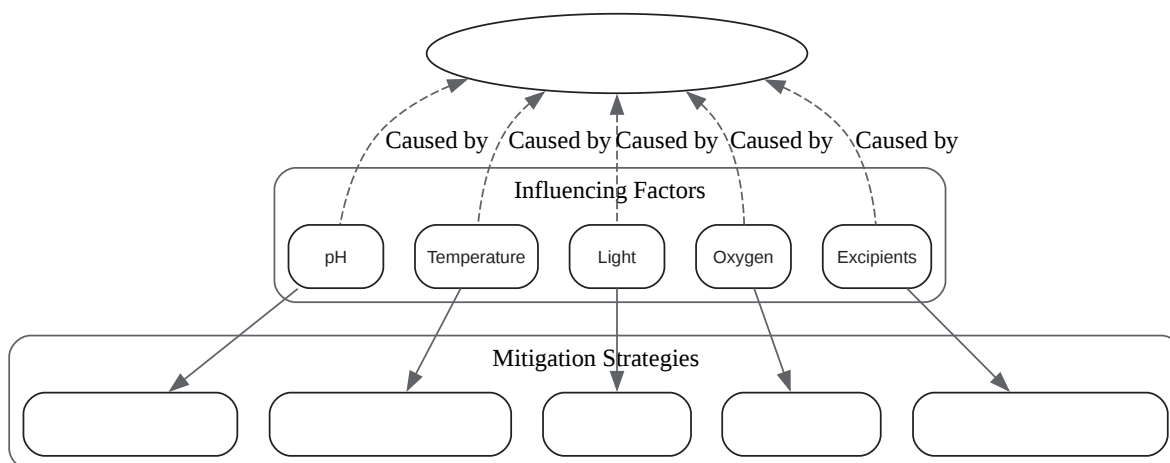 Caused by Caused by Caused by Caused by Caused by
Influencing Factors
pH Temperature Light Oxygen Excipients
Mitigation Strategies